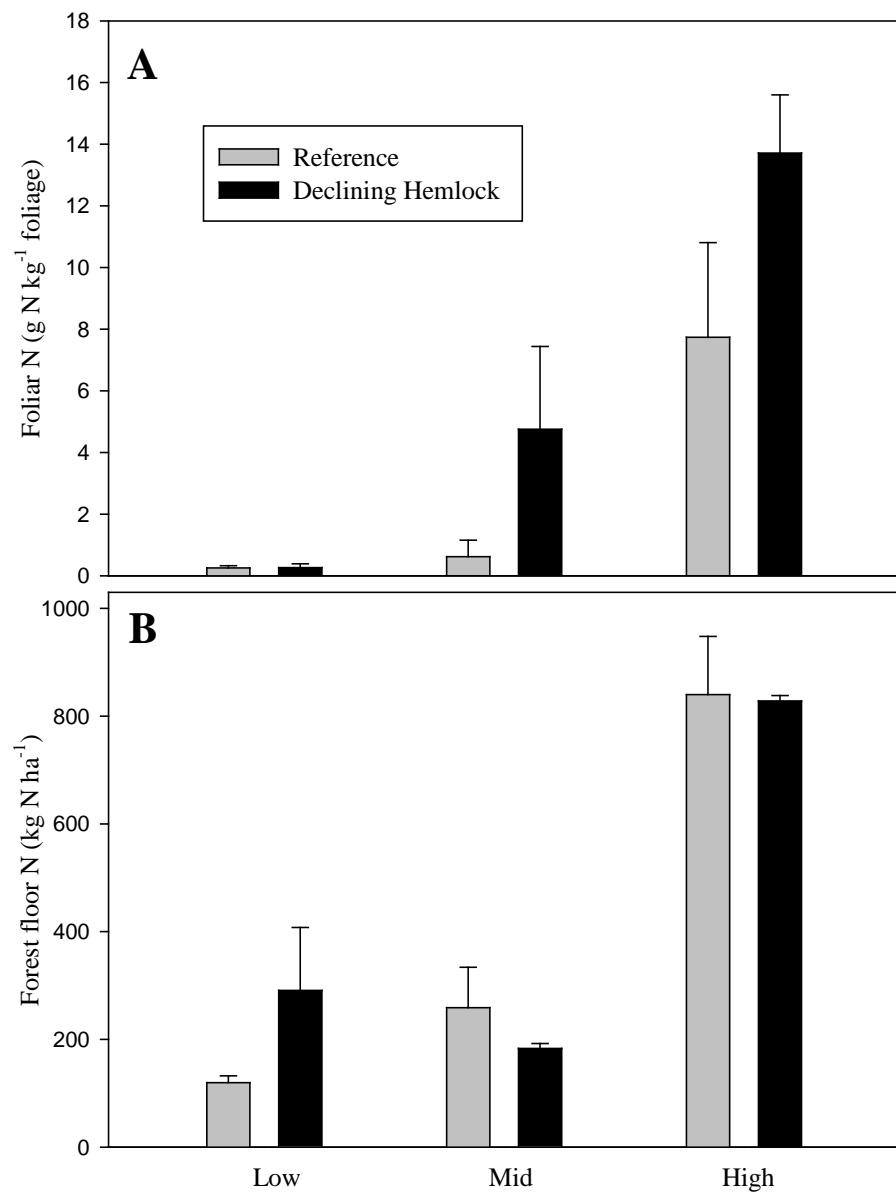 A
Reference
Declining Hemlock
Foliar N (g N kg⁻¹ foliage)
18
16
14
12
10
8
6
4
2
0
B
Forest floor N (kg N ha⁻¹)
1000
800
600
400
200
0
Low Mid High